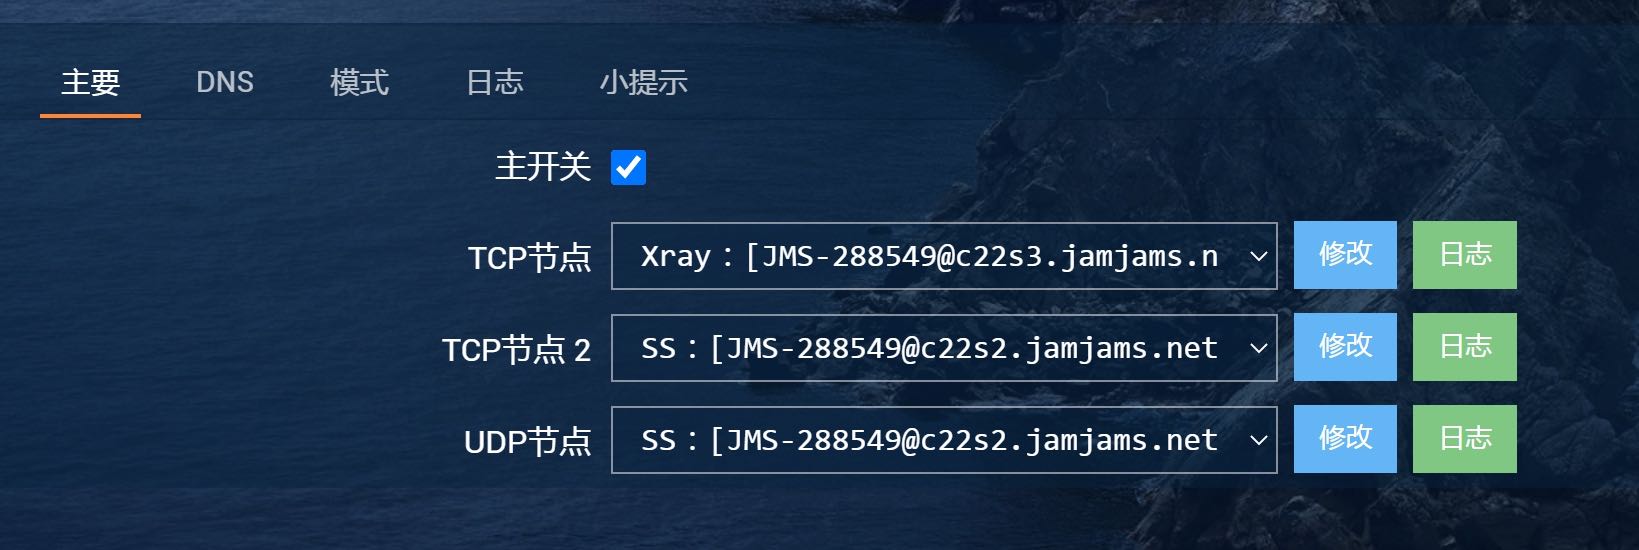 主要 DNS 模式 日志 小提示
主开关
TCP节点 Xray：[JMS-288549@c22s3.jamjams.n 修改 日志
TCP节点 2 SS：[JMS-288549@c22s2.jamjams.net 修改 日志
UDP节点 SS：[JMS-288549@c22s2.jamjams.net 修改 日志